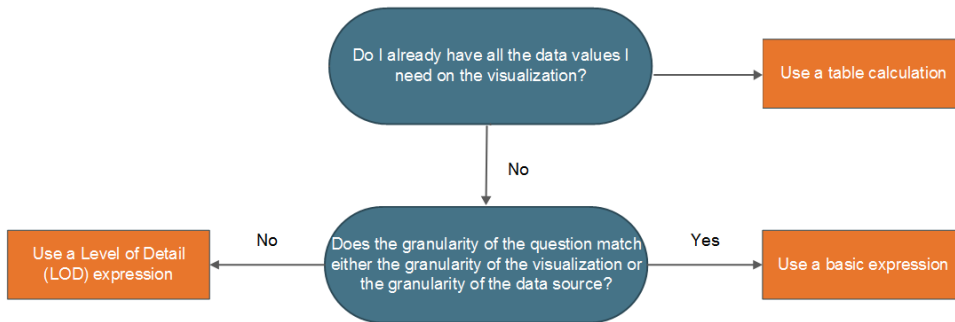 Do I already have all the data values I
need on the visualization?
Use a table calculation
No
Use a Level of Detail
(LOD) expression
No
Does the granularity of the question match
either the granularity of the visualization or
the granularity of the data source?
Yes
Use a basic expression